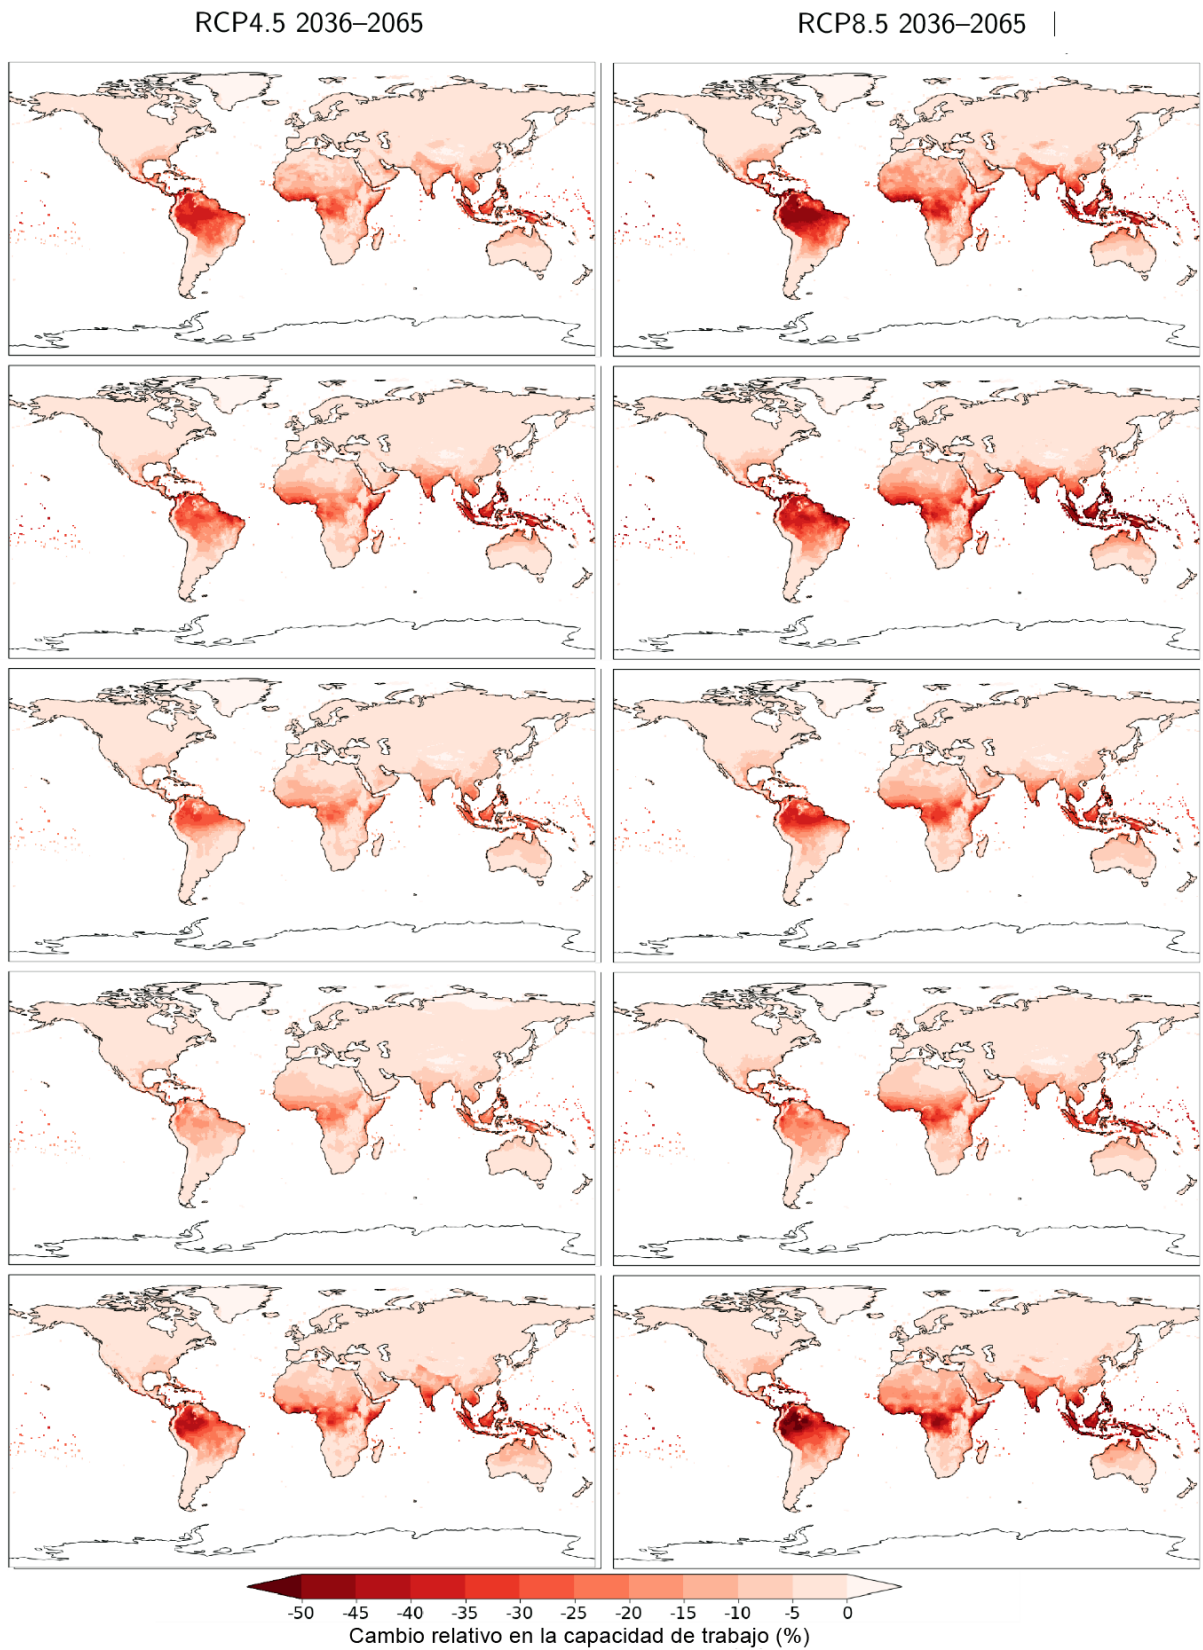 RCP4.5 2036–2065
RCP8.5 2036–2065 |
-50 -45 -40 -35 -30 -25 -20 -15 -10 -5 0
Cambio relativo en la capacidad de trabajo (%)